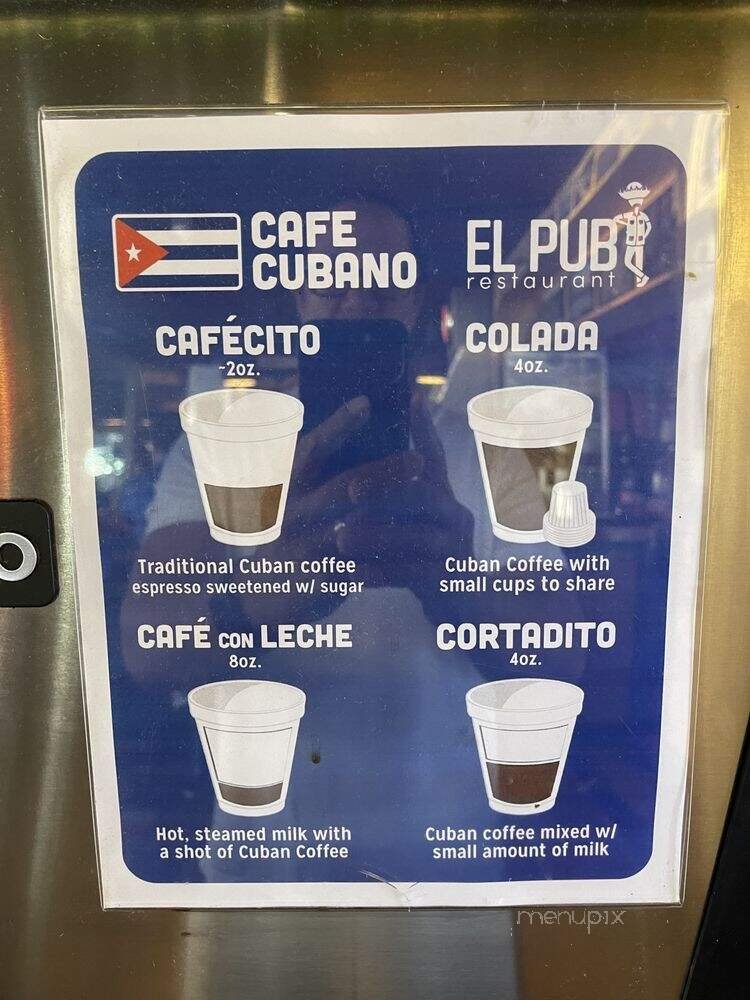 CAFE
CUBANO
EL PUB
restaurant
CAFÉCITO
~2oz.
COLADA
4oz.
Traditional Cuban coffee
espresso sweetened w/ sugar
Cuban Coffee with
small cups to share
CAFÉ CON LECHE
8oz.
CORTADITO
4oz.
Hot, steamed milk with
a shot of Cuban Coffee
Cuban coffee mixed w/
small amount of milk
menupix